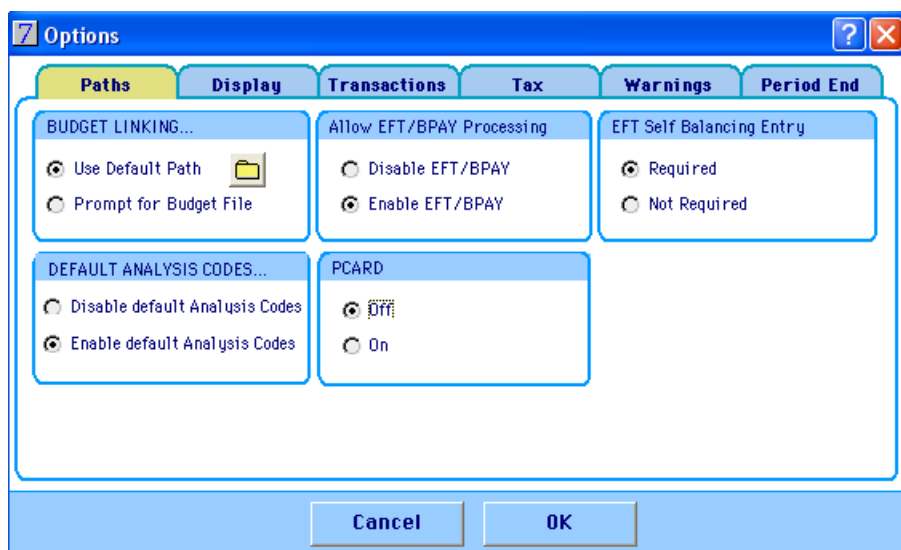 7 Options
?
Paths
Display
Transactions
Tax
Warnings
Period End
BUDGET LINKING...
Use Default Path
Prompt for Budget File
Allow EFT/BPAY Processing
Disable EFT/BPAY
Enable EFT/BPAY
EFT Self Balancing Entry
Required
Not Required
DEFAULT ANALYSIS CODES...
Disable default Analysis Codes
Enable default Analysis Codes
PCARD
Off
On
Cancel
OK